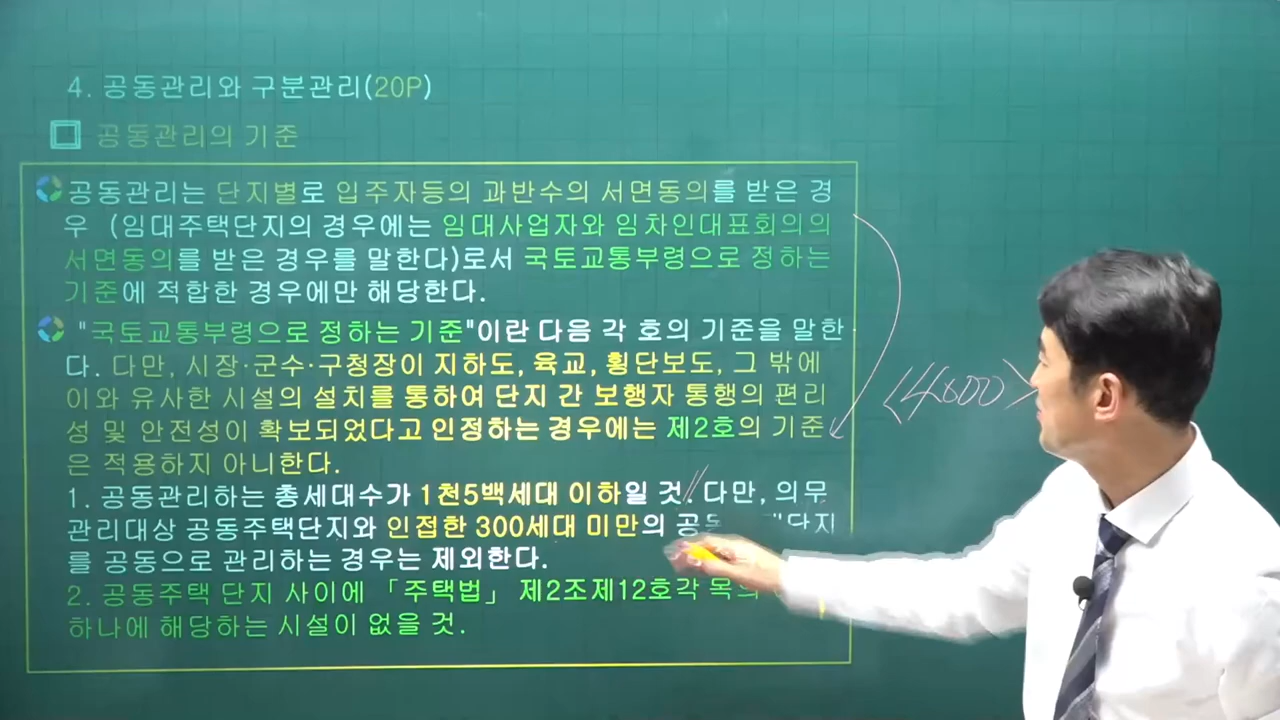 4. 공동관리와 구분관리(20P)
공동관리의 기준
공동관리는 단지별로 입주자등의 과반수의 서면동의를 받은 경
우 (임대주택단지의 경우에는 임대사업자와 임차인대표회의의
서면동의를 받은 경우를 말한다)로서 국토교통부령으로 정하는
기준에 적합한 경우에만 해당한다.
"국토교통부령으로 정하는 기준"이란 다음 각 호의 기준을 말한
다. 다만, 시장·군수·구청장이 지하도, 육교, 횡단보도, 그 밖에
이와 유사한 시설의 설치를 통하여 단지 간 보행자 통행의 편리
성 및 안전성이 확보되었다고 인정하는 경우에는 제2호의 기준
은 적용하지 아니한다.
1. 공동관리하는 총세대수가 1천5백세대 이하일 것. 다만, 의무
관리대상 공동주택단지와 인접한 300세대 미만의 단지
를 공동으로 관리하는 경우는 제외한다.
2. 공동주택 단지 사이에 「주택법」 제2조제12호각 목의
하나에 해당하는 시설이 없을 것.